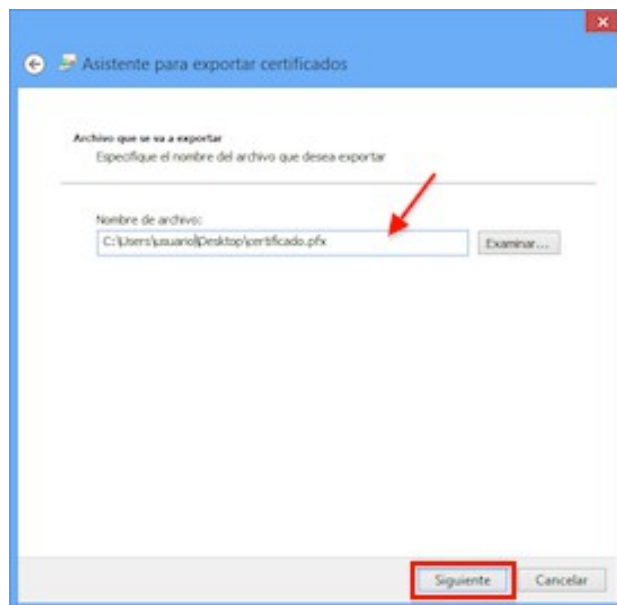 Asistente para exportar certificados
Archivo que se va a exportar
Especifique el nombre del archivo que desea exportar
Nombre de archivo:
C:\Users\usuario\Desktop\certificado.pfx
Examinar...
Siguiente
Cancelar